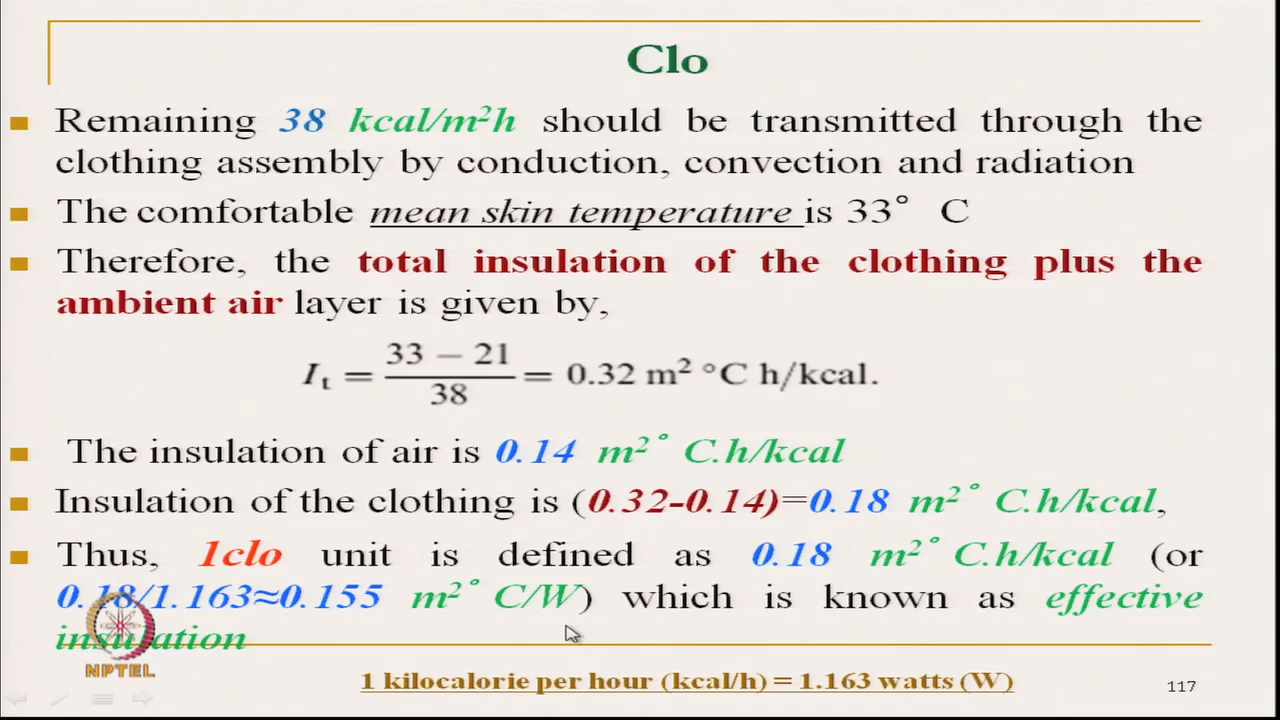 Clo
Remaining 38 kcal/m²h should be transmitted through the
clothing assembly by conduction, convection and radiation
The comfortable mean skin temperature is 33° C
Therefore, the total insulation of the clothing plus the
ambient air layer is given by,
I_t = (33 − 21)/38 = 0.32 m² °C h/kcal.
The insulation of air is 0.14 m²° C.h/kcal
Insulation of the clothing is (0.32-0.14)=0.18 m²° C.h/kcal,
Thus, 1clo unit is defined as 0.18 m²° C.h/kcal (or
0.18/1.163≈0.155 m²° C/W) which is known as effective
insulation
NPTEL
1 kilocalorie per hour (kcal/h) = 1.163 watts (W)
117